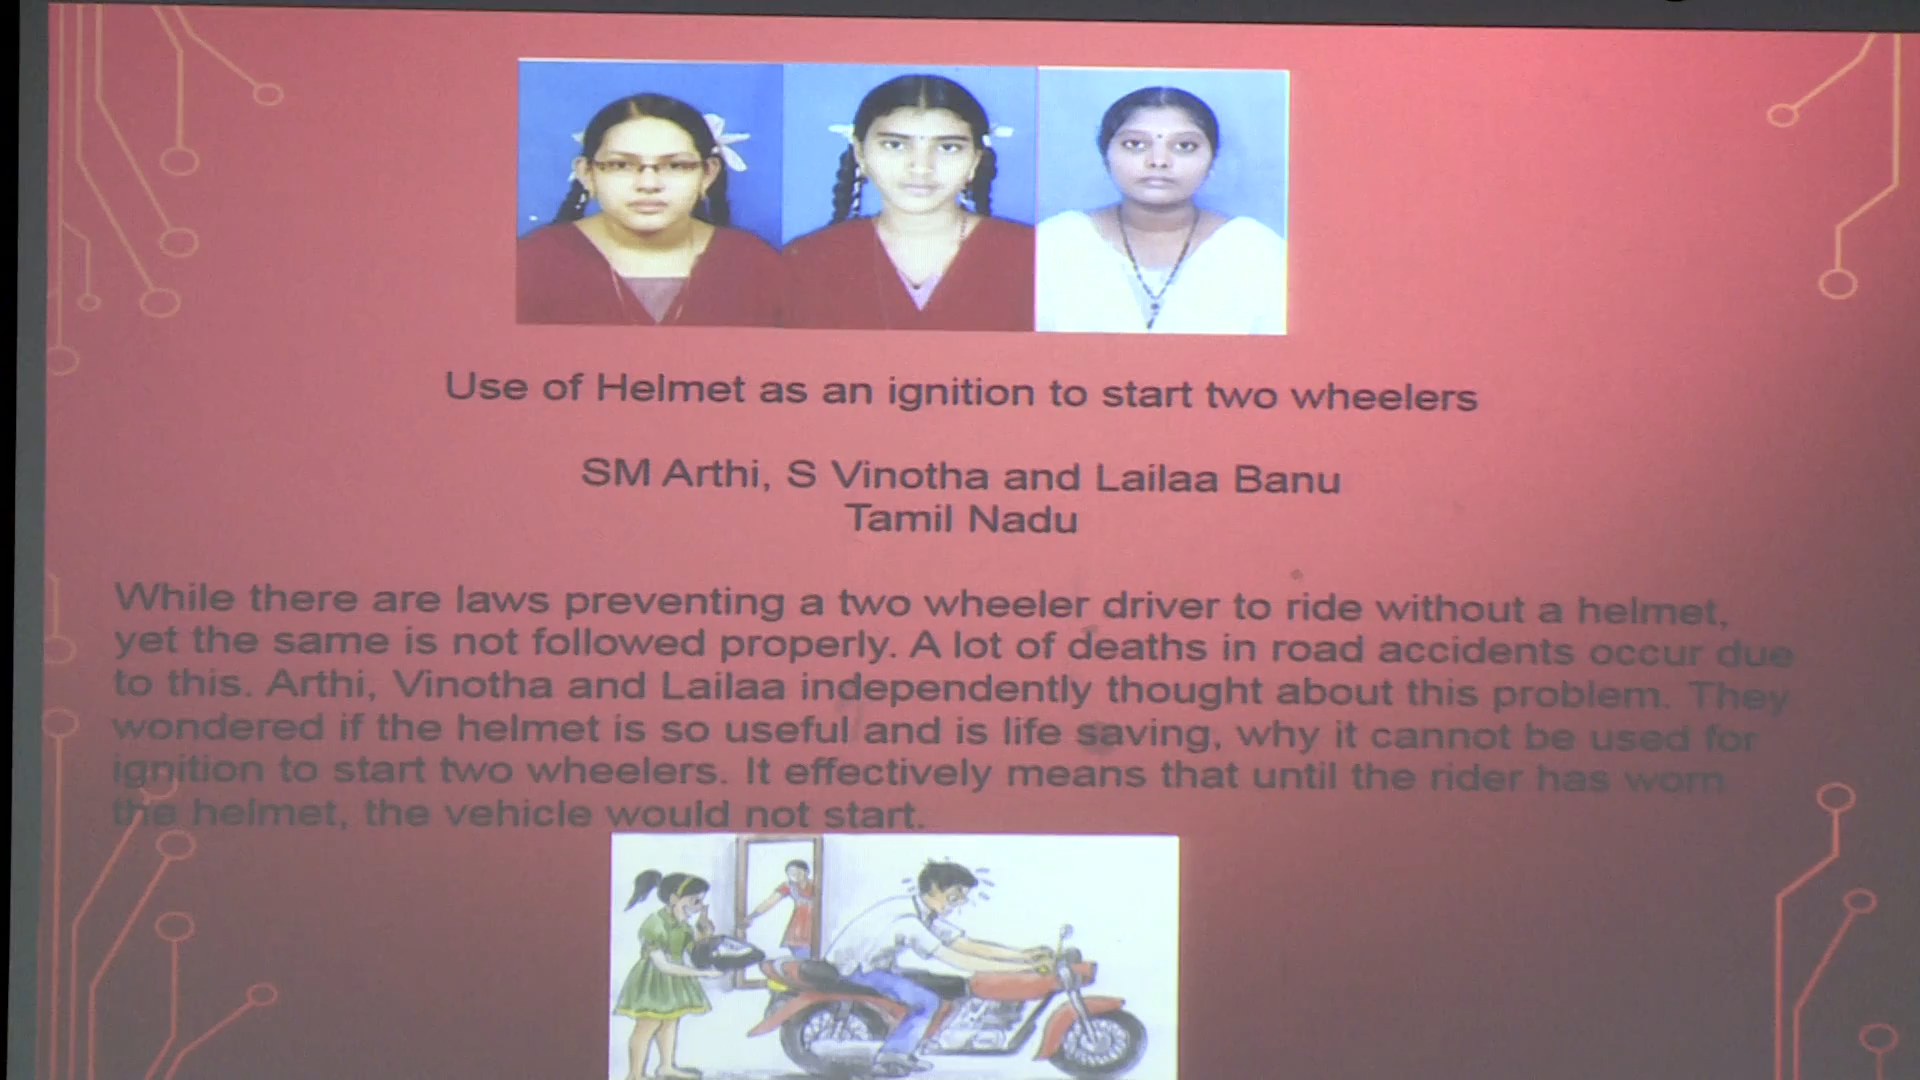 Use of Helmet as an ignition to start two wheelers
SM Arthi, S Vinotha and Lailaa Banu
Tamil Nadu
While there are laws preventing a two wheeler driver to ride without a helmet,
yet the same is not followed properly. A lot of deaths in road accidents occur due
to this. Arthi, Vinotha and Lailaa independently thought about this problem. They
wondered if the helmet is so useful and is life saving, why it cannot be used for
ignition to start two wheelers. It effectively means that until the rider has worn
the helmet, the vehicle would not start.